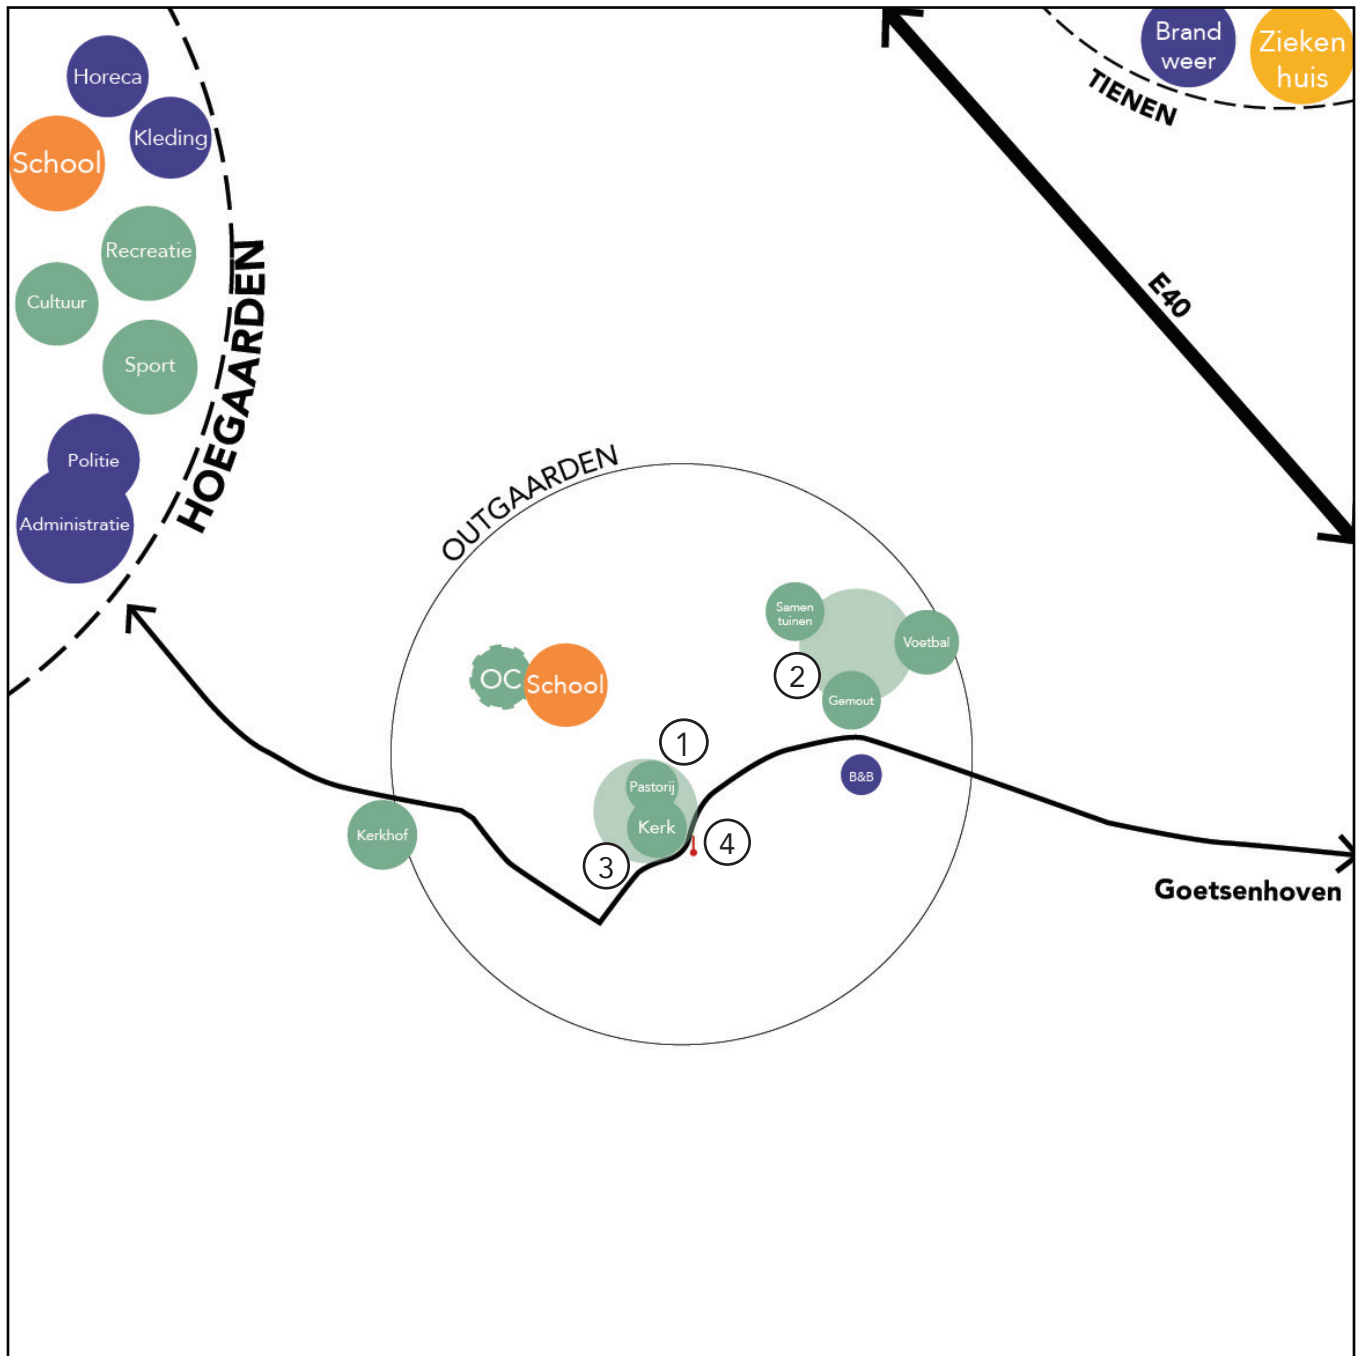 Horeca
Kleding
School
Recreatie
Cultuur
Sport
Politie
Administratie
HOEGAARDEN
Brand
weer
Zieken
huis
TIENEN
E40
OUTGAARDEN
Samen
tuinen
Voetbal
2
Gemout
OC
School
1
Pastorij
Kerk
B&B
Kerkhof
3
4
Goetsenhoven